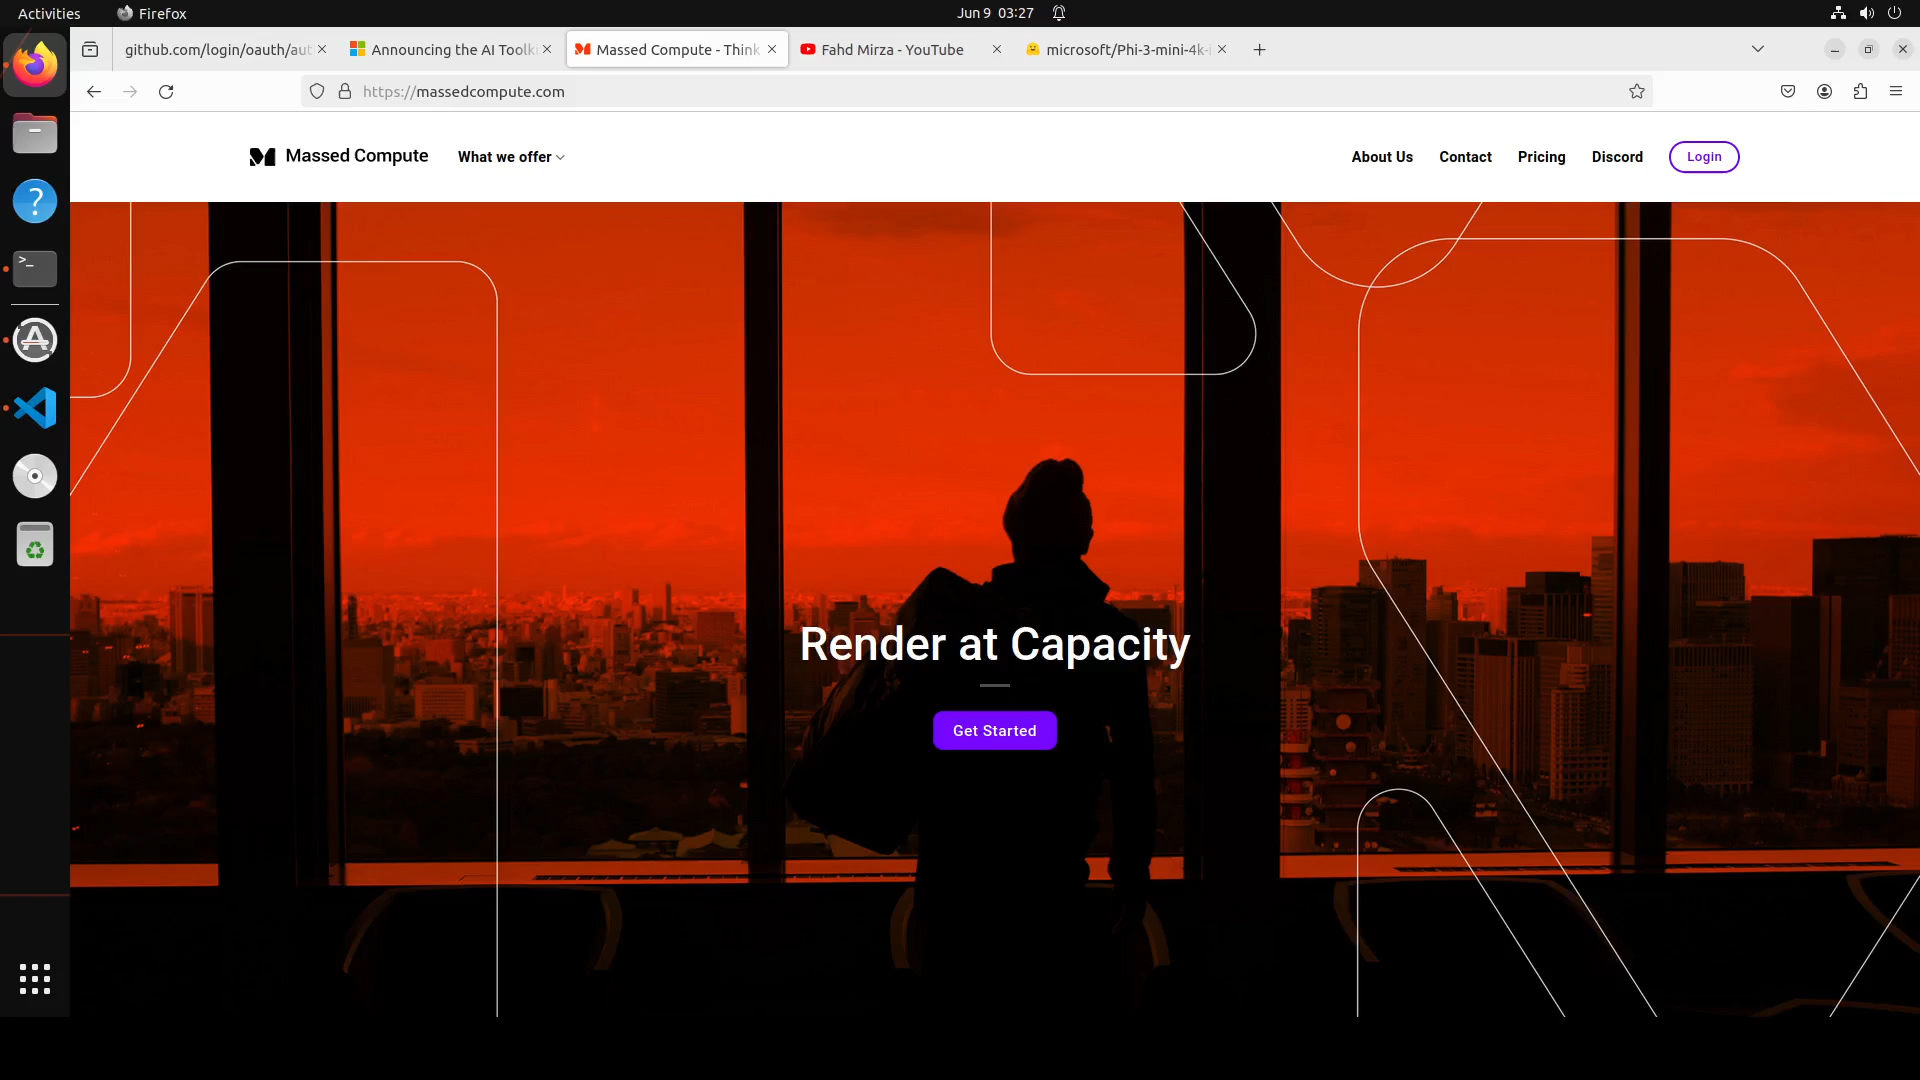 Activities
Firefox
Jun 9 03:27
github.com/login/oauth/aut
Announcing the AI Toolki
Massed Compute - Think
Fahd Mirza - YouTube
microsoft/Phi-3-mini-4k-i
https://massedcompute.com
Massed Compute
What we offer
About Us
Contact
Pricing
Discord
Login
Render at Capacity
Get Started